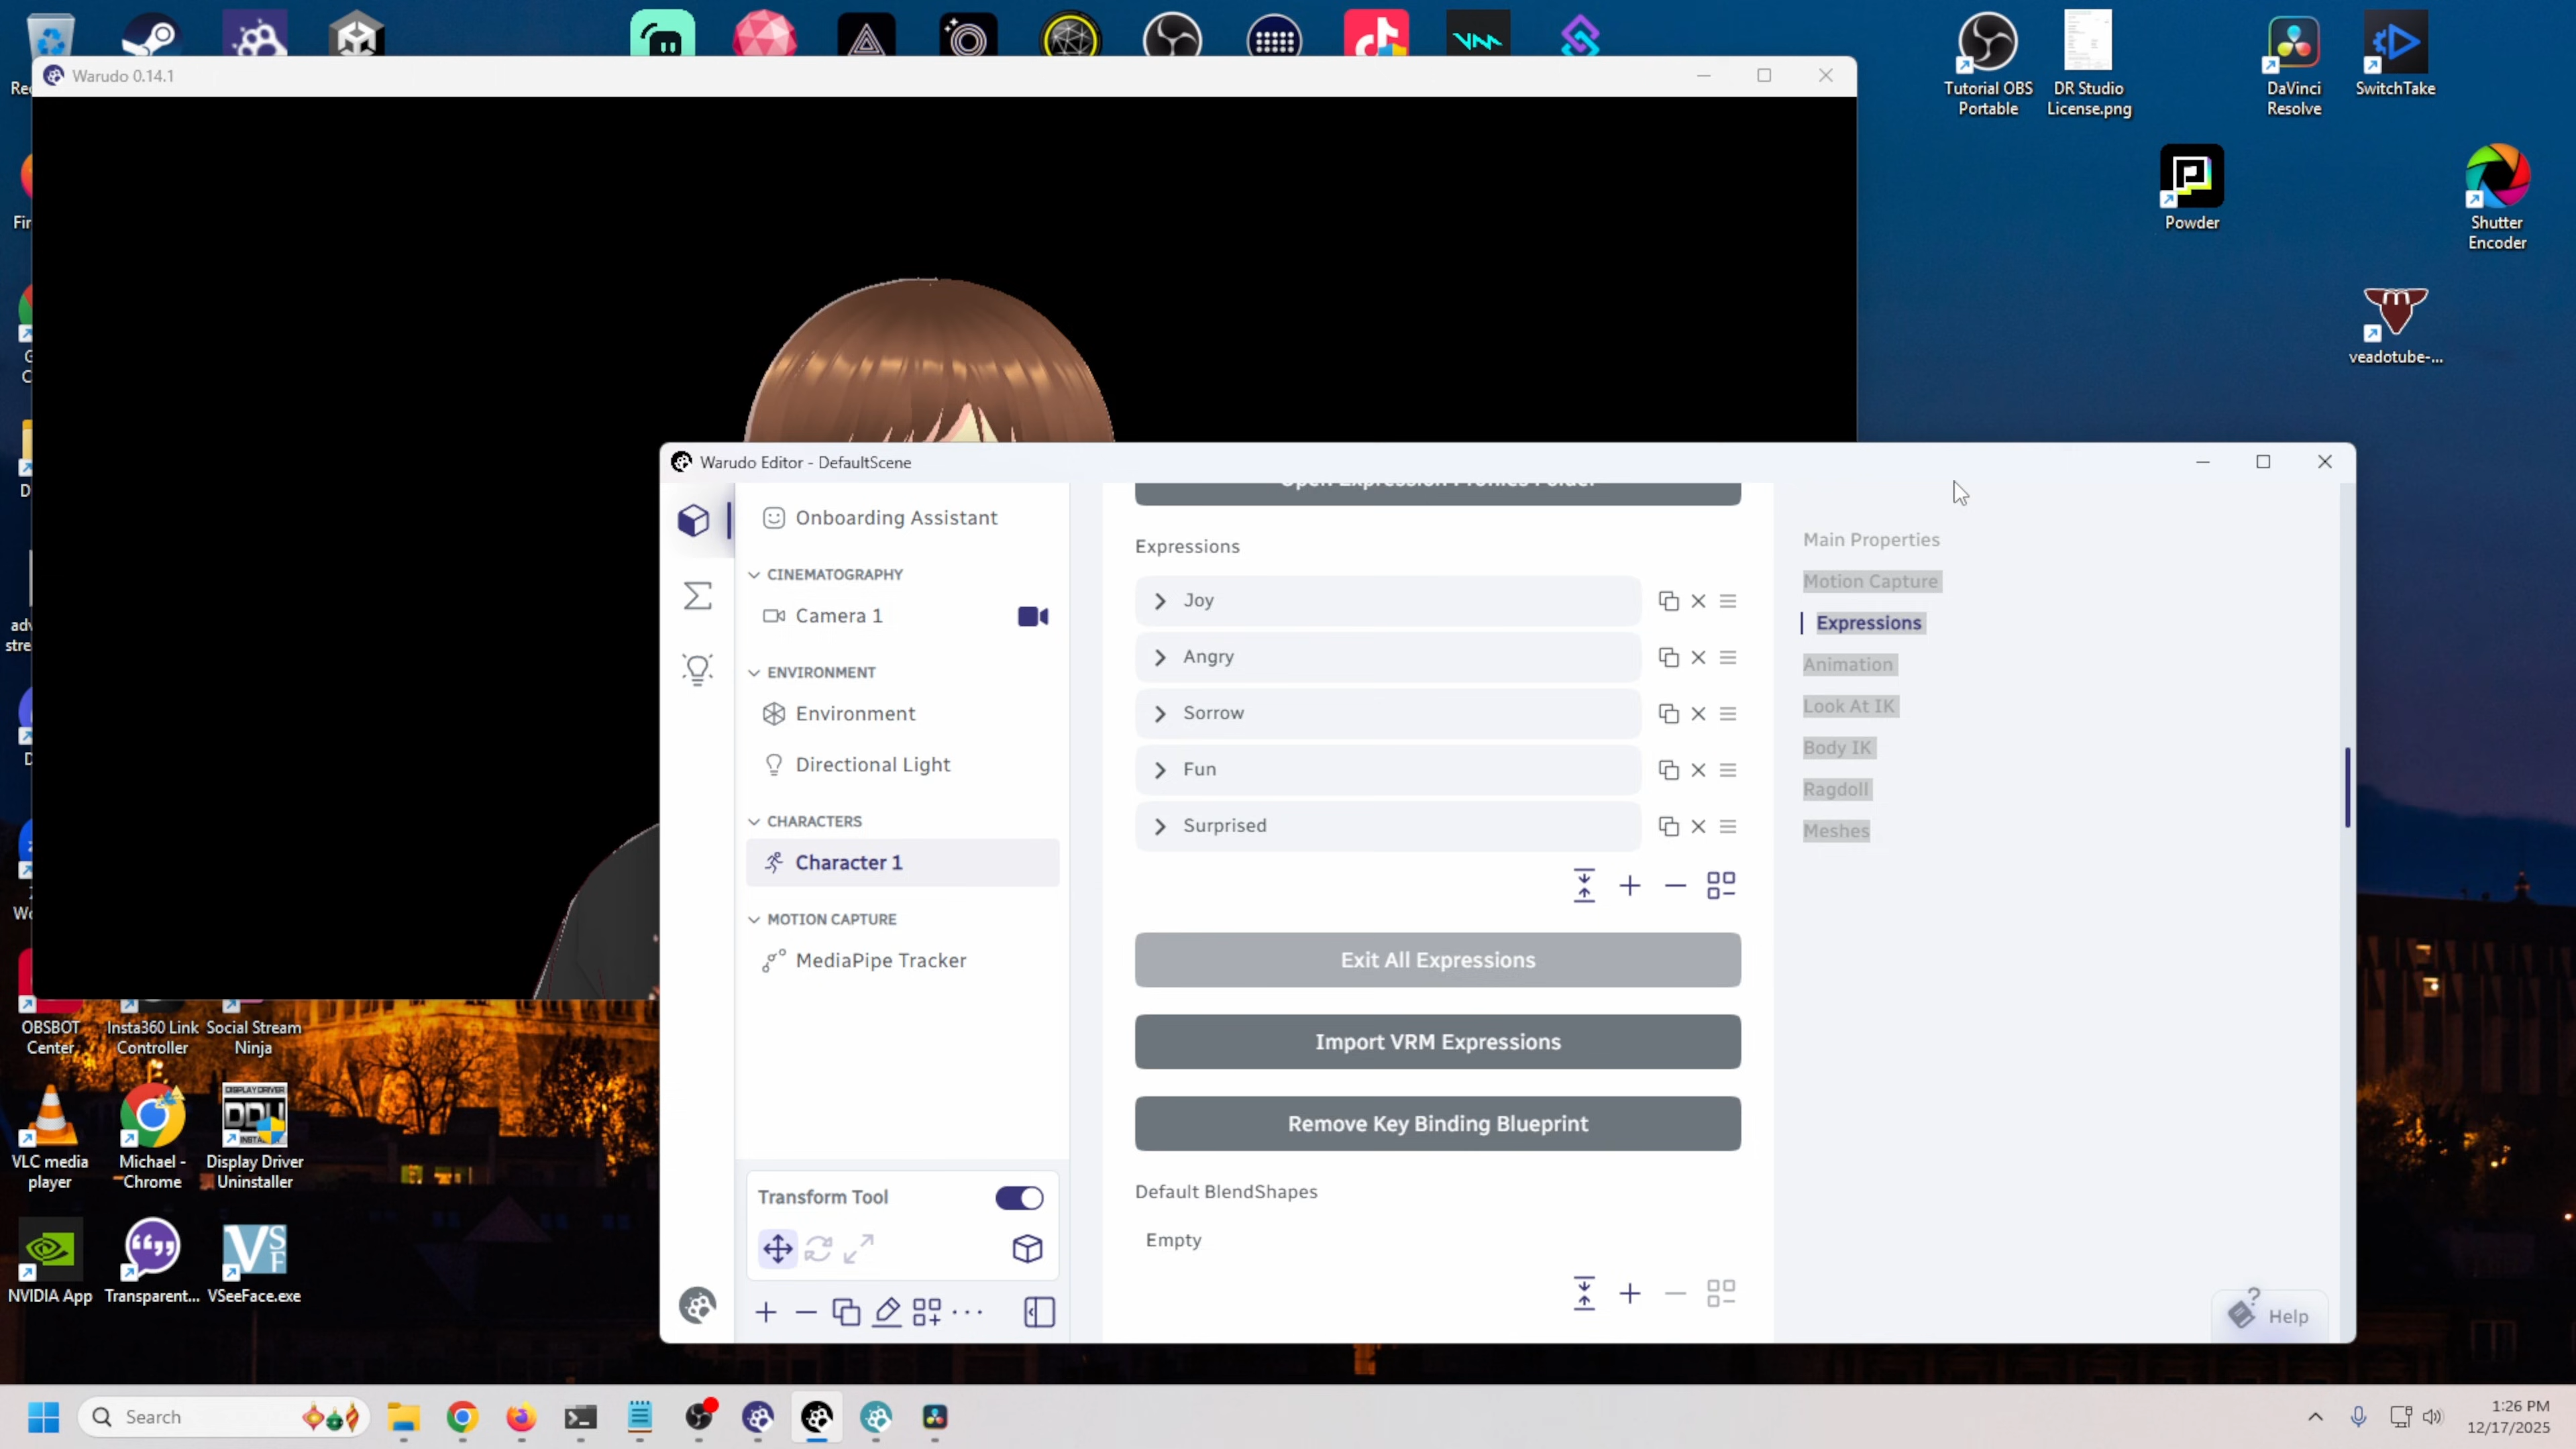 Warudo 0.14.1
Tutorial OBS
Portable
DR Studio
License.png
DaVinci
Resolve
SwitchTake
Powder
Shutter
Encoder
veadotube-...
Warudo Editor - DefaultScene
Onboarding Assistant
CINEMATOGRAPHY
Camera 1
ENVIRONMENT
Environment
Directional Light
CHARACTERS
Character 1
MOTION CAPTURE
MediaPipe Tracker
Transform Tool
Expressions
Joy
Angry
Sorrow
Fun
Surprised
Exit All Expressions
Import VRM Expressions
Remove Key Binding Blueprint
Default BlendShapes
Empty
Main Properties
Motion Capture
Expressions
Animation
Look At IK
Body IK
Ragdoll
Meshes
Help
OBSBOT
Center
Insta360 Link
Controller
Social Stream
Ninja
VLC media
player
Michael -
Chrome
DISPLAY DRIVER
DDU
Display Driver
Uninstaller
NVIDIA App
Transparent...
VSeeFace.exe
Search
1:26 PM
12/17/2025